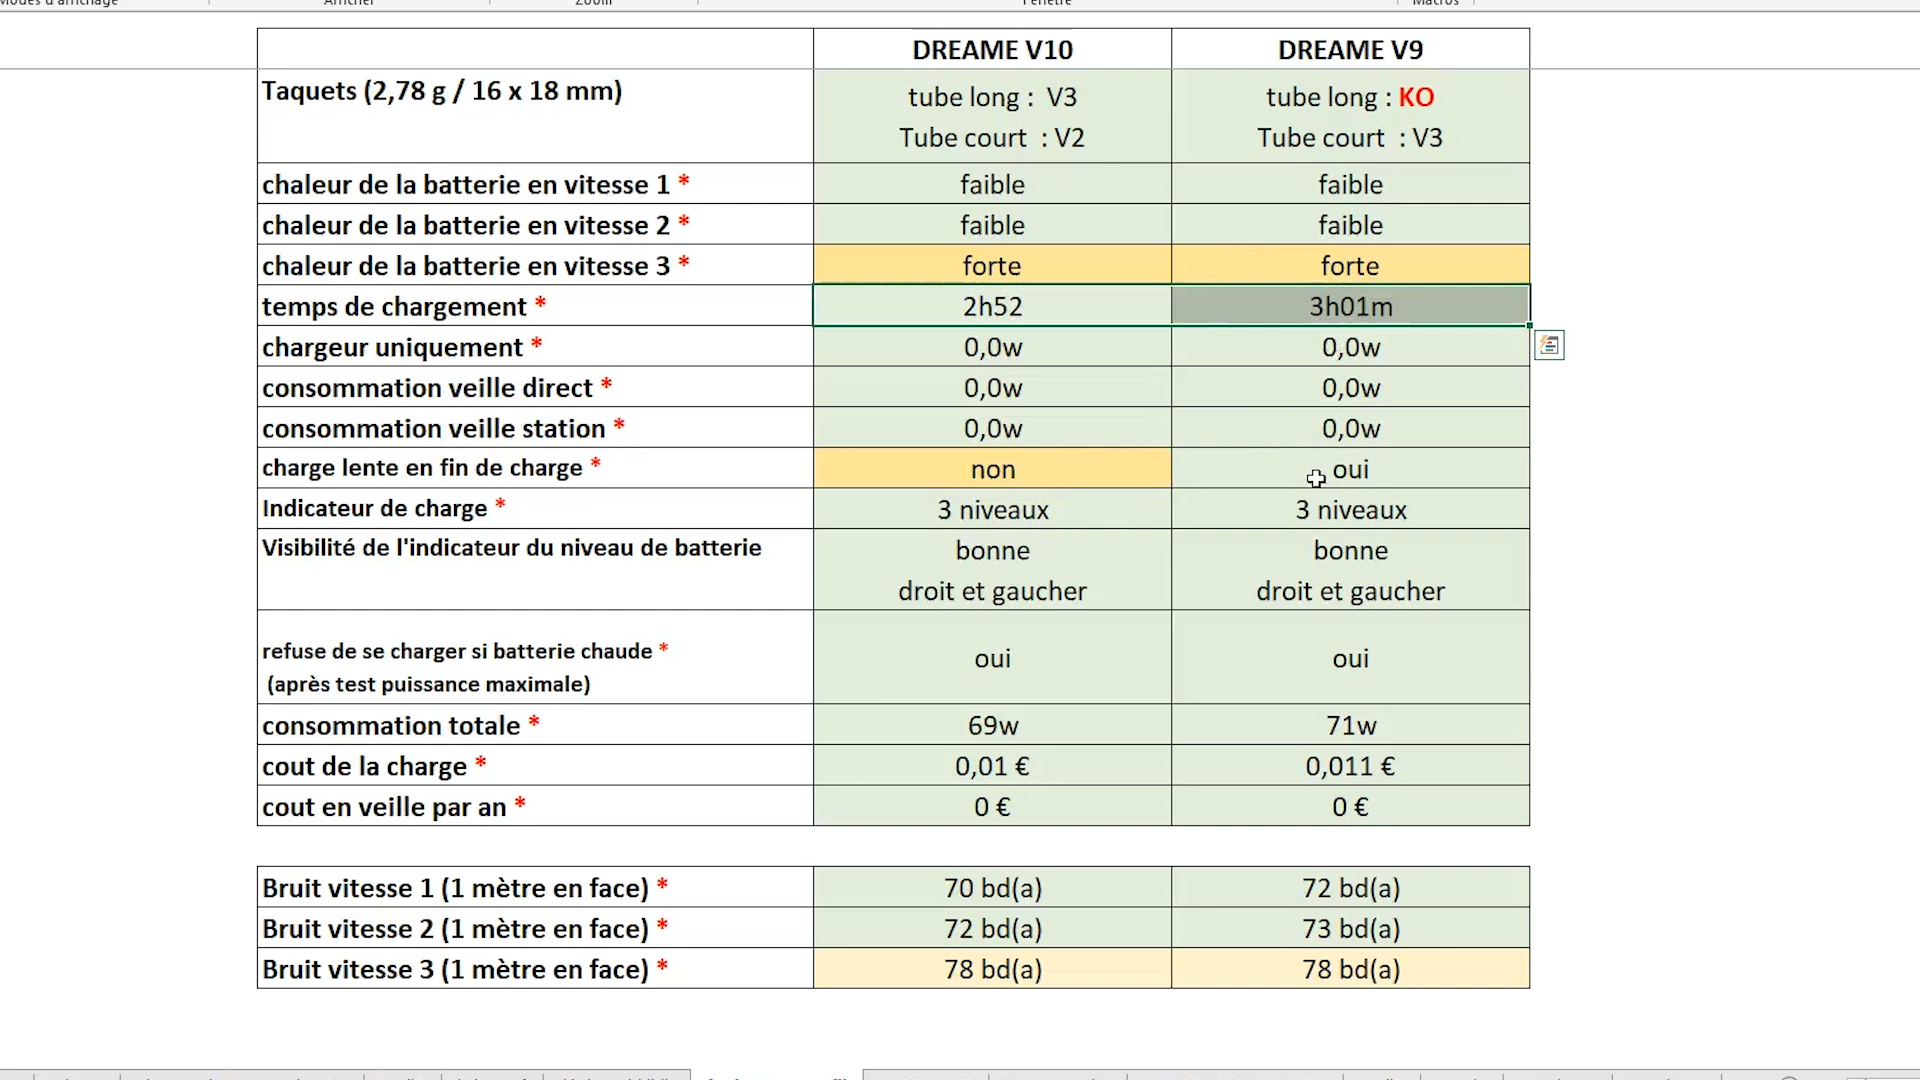 Zoom
DREAME V10 DREAME V9
Taquets (2,78 g / 16 x 18 mm) tube long : V3 tube long : KO
Tube court : V2 Tube court : V3
chaleur de la batterie en vitesse 1 * faible faible
chaleur de la batterie en vitesse 2 * faible faible
chaleur de la batterie en vitesse 3 * forte forte
temps de chargement * 2h52 3h01m
chargeur uniquement * 0,0w 0,0w
consommation veille direct * 0,0w 0,0w
consommation veille station * 0,0w 0,0w
charge lente en fin de charge * non oui
Indicateur de charge * 3 niveaux 3 niveaux
Visibilité de l'indicateur du niveau de batterie bonne bonne
droit et gaucher droit et gaucher
refuse de se charger si batterie chaude * oui oui
(après test puissance maximale)
consommation totale * 69w 71w
cout de la charge * 0,01 € 0,011 €
cout en veille par an * 0 € 0 €
Bruit vitesse 1 (1 mètre en face) * 70 bd(a) 72 bd(a)
Bruit vitesse 2 (1 mètre en face) * 72 bd(a) 73 bd(a)
Bruit vitesse 3 (1 mètre en face) * 78 bd(a) 78 bd(a)